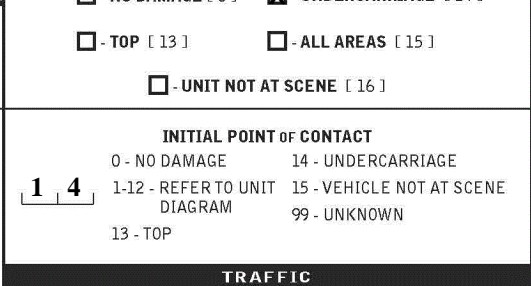 - TOP [ 13 ] - ALL AREAS [ 15 ]
- UNIT NOT AT SCENE [ 16 ]
INITIAL POINT OF CONTACT
0 - NO DAMAGE 14 - UNDERCARRIAGE
1 4 1-12 - REFER TO UNIT 15 - VEHICLE NOT AT SCENE
DIAGRAM 99 - UNKNOWN
13 - TOP
TRAFFIC